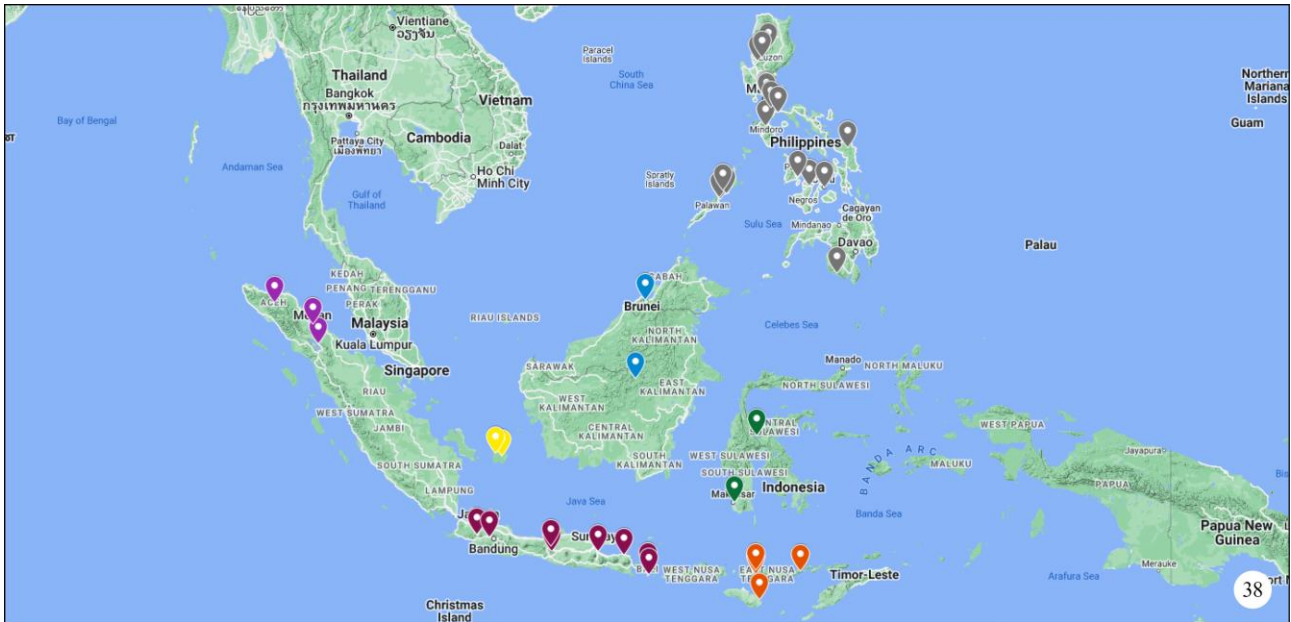 Vientiane
ວຽງຈັນ
Paracel
Islands
Luzon
Thailand
South
China Sea
Northern
Mariana
Islands
Bangkok
กรุงเทพมหานคร
Vietnam
Bay of Bengal
Guam
Mindoro
Pattaya City
เมืองพัทยา
Cambodia
Philippines
Dalat
Andaman Sea
Ho Chi
Minh City
Spratly
Islands
Gulf of
Thailand
Palawan
Negros
Cagayan
de Oro
Sulu Sea
Mindanao
Davao
Palau
KEDAH
PENANG
TERENGGANU
PERAK
ACEH
Brunei
RIAU ISLANDS
Malaysia
Celebes Sea
Kuala Lumpur
NORTH
KALIMANTAN
Singapore
SARAWAK
Manado
NORTH MALUKU
NORTH SULAWESI
RIAU
EAST
KALIMANTAN
WEST
KALIMANTAN
WEST SUMATRA
JAMBI
CENTRAL
KALIMANTAN
WEST PAPUA
WEST SULAWESI
BANDA ARC
Jayapura
SOUTH SUMATRA
SOUTH
KALIMANTAN
SOUTH SULAWESI
MALUKU
PAPUA
LAMPUNG
Indonesia
Java Sea
Banda Sea
Papua New
Guinea
Bandung
WEST NUSA
TENGGARA
Timor-Leste
Merauke
Arafura Sea
Christmas
Island
38